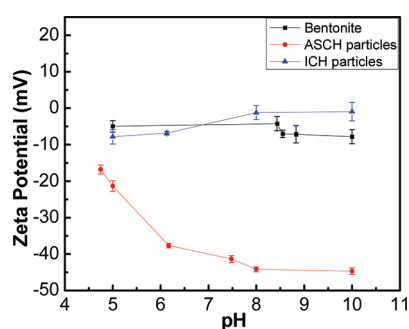 Bentonite
ASCH particles
ICH particles
10
0
-10
-20
-30
-40
-50
Zeta Potential (mV)
4 5 6 7 8 9 10 11
pH